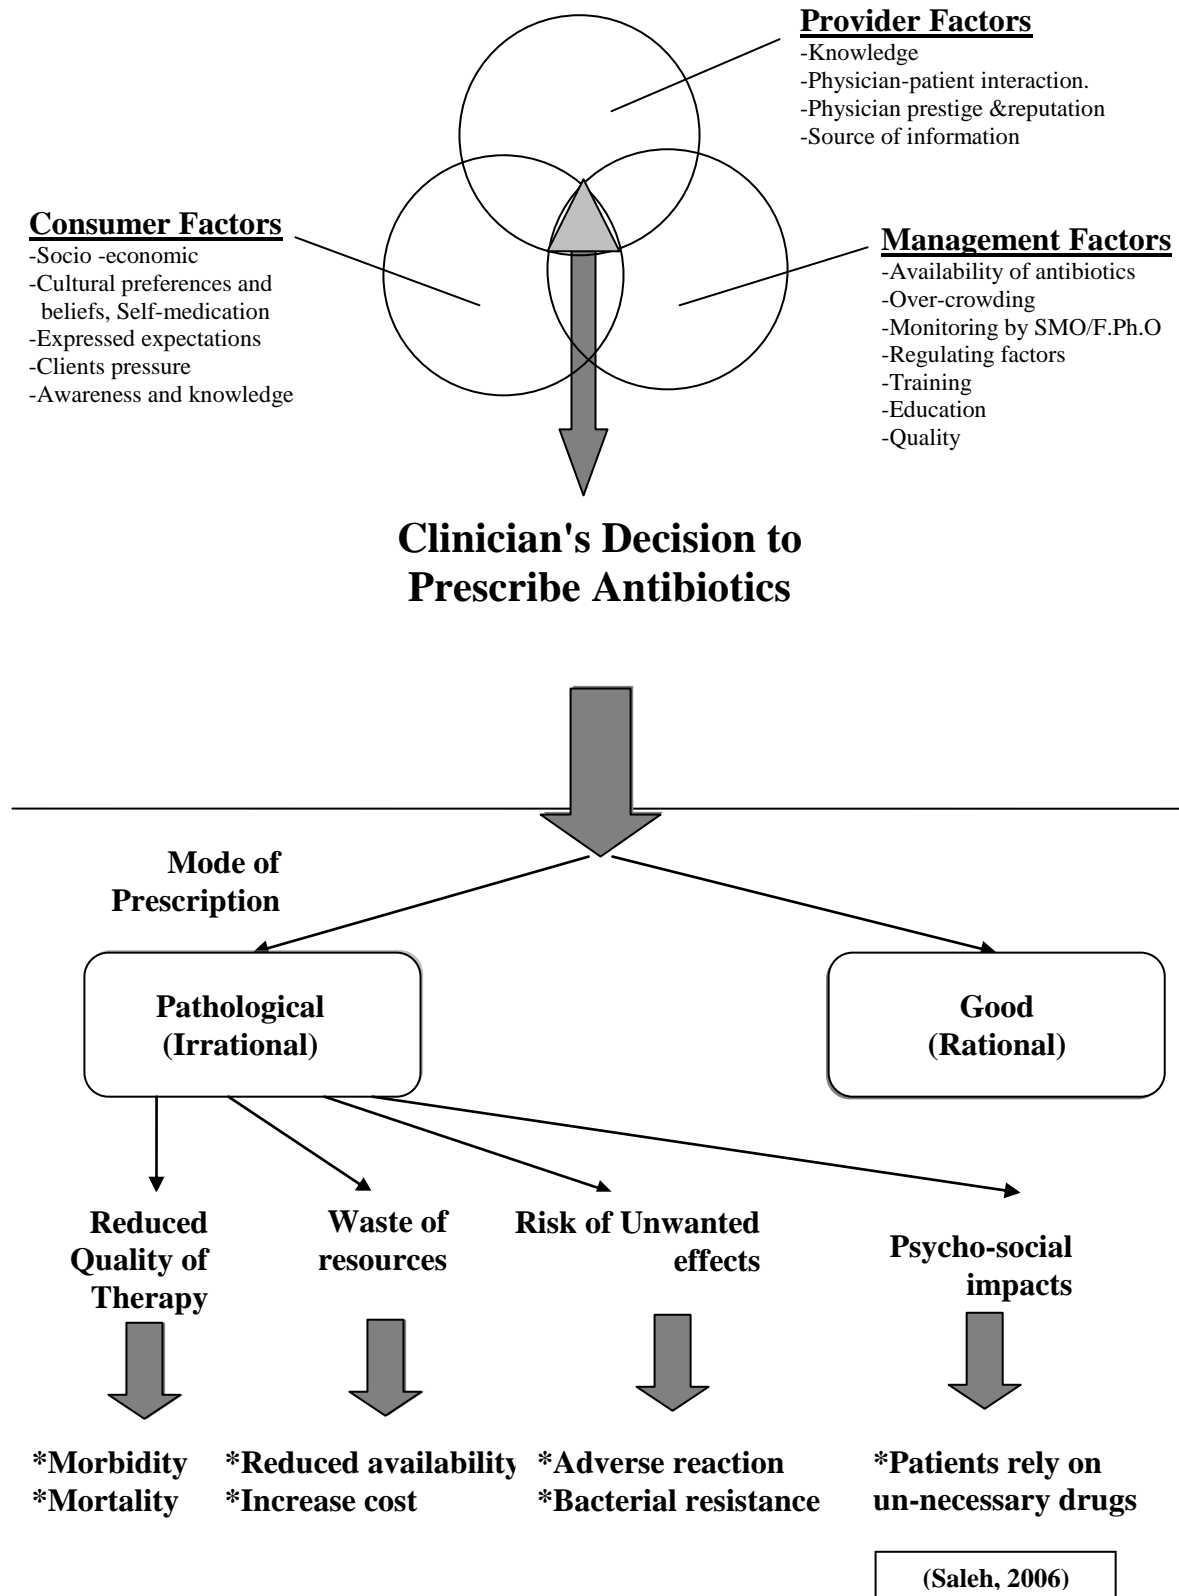 Provider Factors
-Knowledge
-Physician-patient interaction.
-Physician prestige &reputation
-Source of information
Consumer Factors
-Socio -economic
-Cultural preferences and
beliefs, Self-medication
-Expressed expectations
-Clients pressure
-Awareness and knowledge
Management Factors
-Availability of antibiotics
-Over-crowding
-Monitoring by SMO/F.Ph.O
-Regulating factors
-Training
-Education
-Quality
Clinician's Decision to
Prescribe Antibiotics
Mode of
Prescription
Pathological
(Irrational)
Good
(Rational)
Reduced
Quality of
Therapy
Waste of
resources
Risk of Unwanted
effects
Psycho-social
impacts
*Morbidity
*Mortality
*Reduced availability
*Increase cost
*Adverse reaction
*Bacterial resistance
*Patients rely on
un-necessary drugs
(Saleh, 2006)